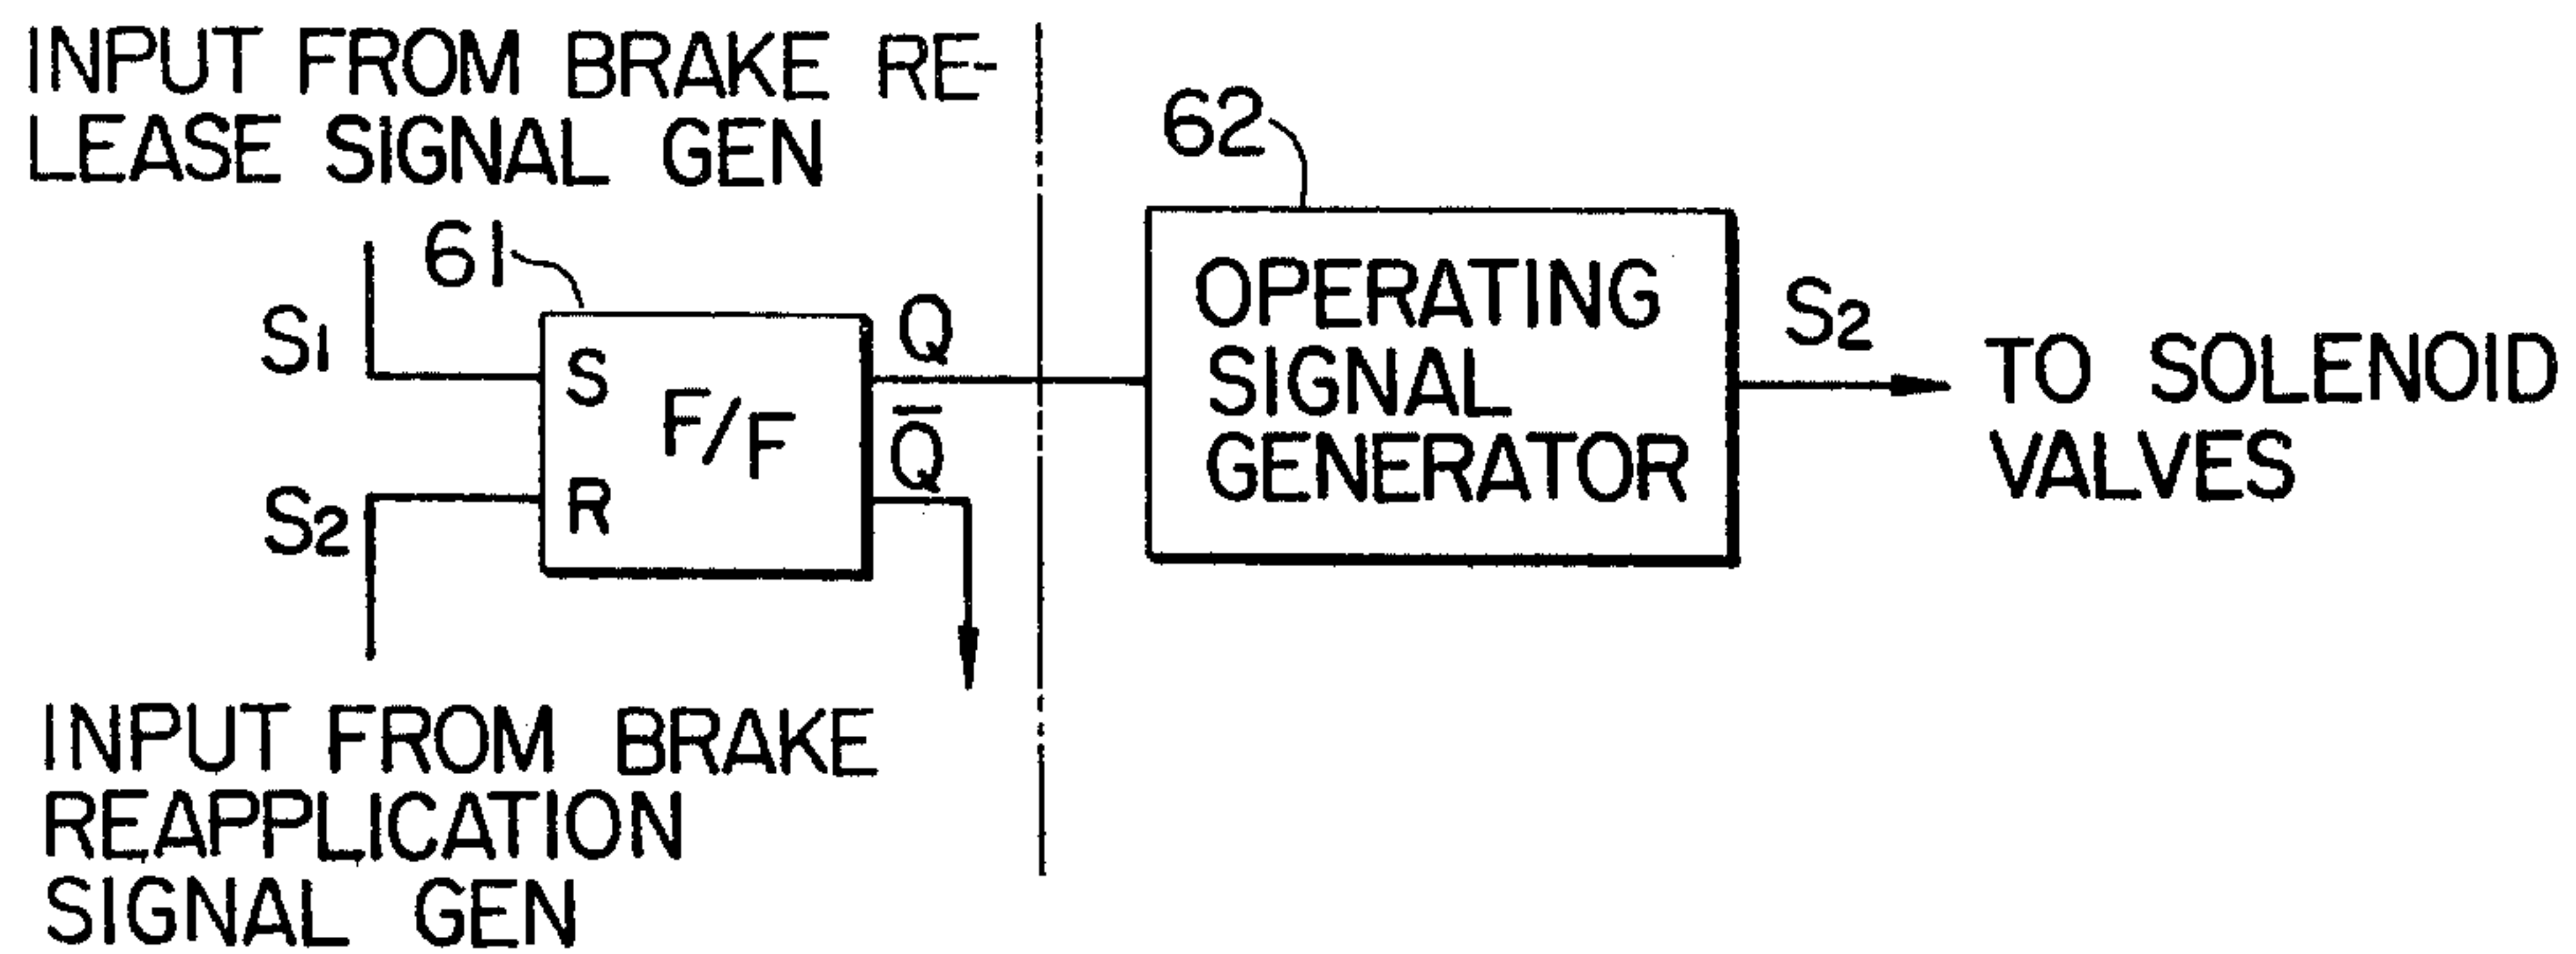 INPUT FROM BRAKE RE-
LEASE SIGNAL GEN
62
61
S1
S
F/F
Q
OPERATING
SIGNAL
GENERATOR
S2
TO SOLENOID
VALVES
S2
R
Q̅
INPUT FROM BRAKE
REAPPLICATION
SIGNAL GEN